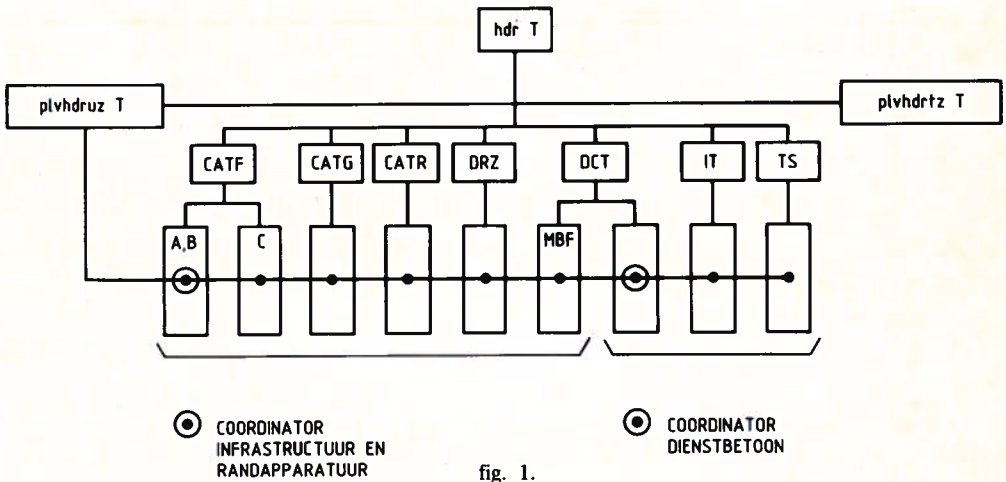 hdr T
plvhdruz T
plvhdrtz T
CATF
CATG
CATR
DRZ
DCT
IT
TS
A,B
C
MBF
COORDINATOR
INFRASTRUCTUUR EN
RANDAPPARATUUR
COORDINATOR
DIENSTBETOON
fig. 1.